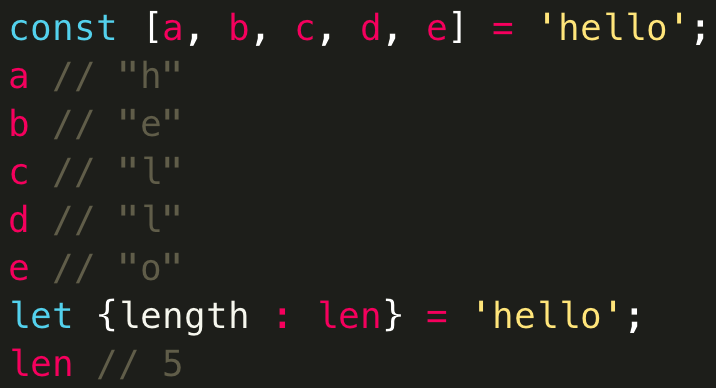 const [a, b, c, d, e] = 'hello';
a // "h"
b // "e"
c // "l"
d // "l"
e // "o"
let {length : len} = 'hello';
len // 5